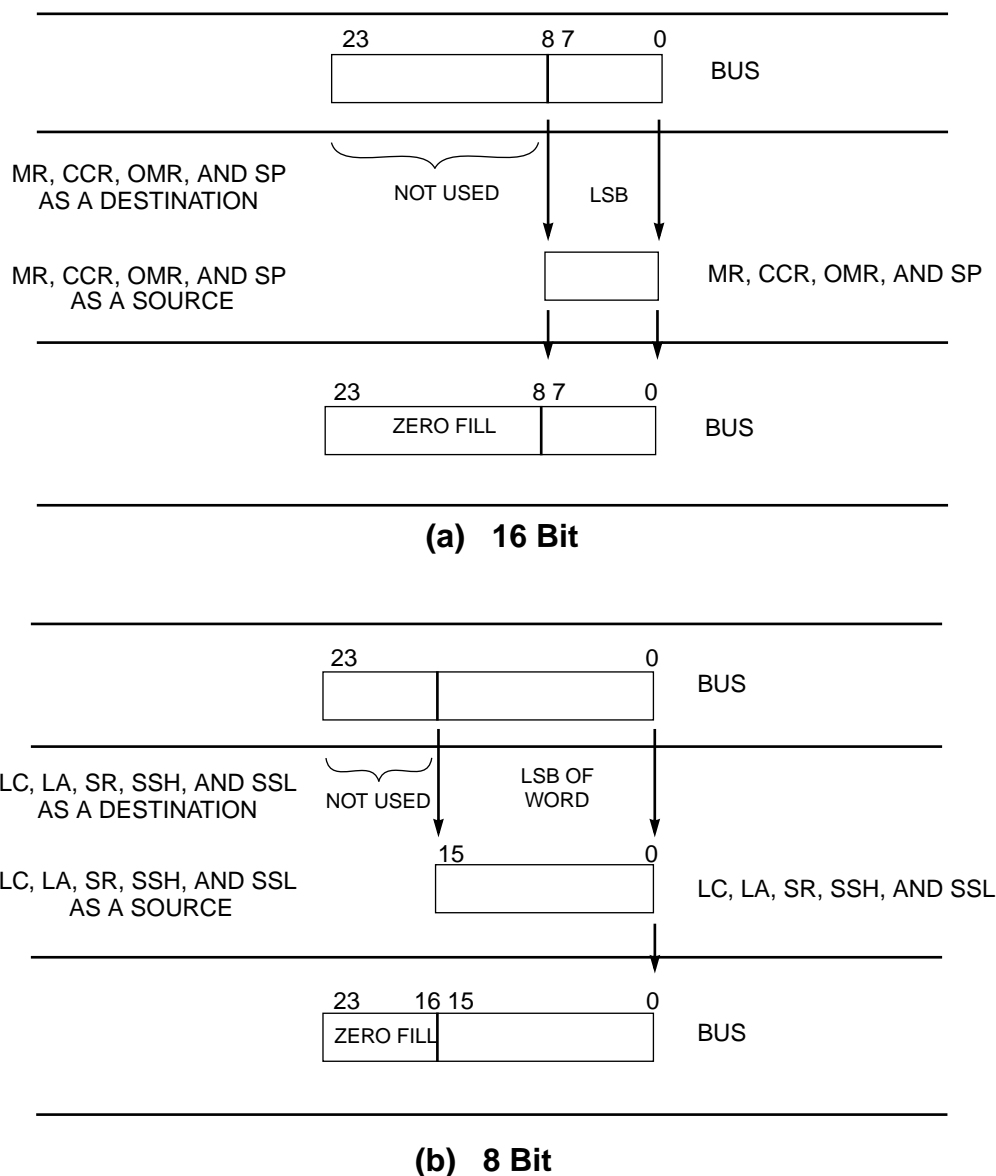 23 8 7 0
BUS
MR, CCR, OMR, AND SP
AS A DESTINATION
NOT USED
LSB
MR, CCR, OMR, AND SP
AS A SOURCE
MR, CCR, OMR, AND SP
23 8 7 0
ZERO FILL
BUS
(a) 16 Bit
23 0
BUS
LC, LA, SR, SSH, AND SSL
AS A DESTINATION
NOT USED
LSB OF
WORD
15 0
LC, LA, SR, SSH, AND SSL
AS A SOURCE
LC, LA, SR, SSH, AND SSL
23 16 15 0
ZERO FILL
BUS
(b) 8 Bit